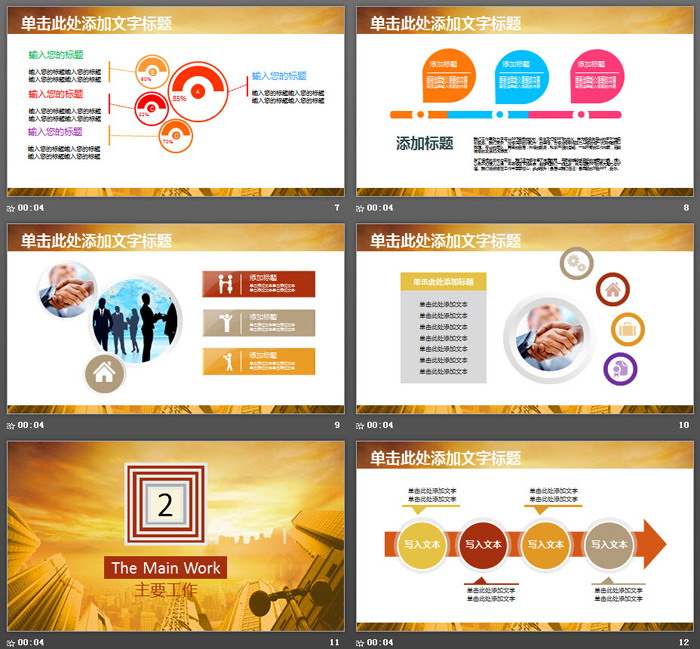 单击此处添加文字标题
输入您的标题
输入您的标题输入您的标题
输入您的标题输入您的标题
输入您的标题
输入您的标题输入您的标题
输入您的标题输入您的标题
输入您的标题
输入您的标题输入您的标题
输入您的标题输入您的标题
B
60%
C
33%
D
70%
A
85%
输入您的标题
输入您的标题输入您的标题
输入您的标题输入您的标题
00:04
7
单击此处添加文字标题
添加标题
添加标题
添加标题
添加标题
00:04
8
单击此处添加文字标题
添加标题
添加标题
添加标题
00:04
9
单击此处添加文字标题
单击此处添加标题
单击此处添加文本
单击此处添加文本
单击此处添加文本
单击此处添加文本
单击此处添加文本
单击此处添加文本
单击此处添加文本
00:04
10
2
The Main Work
主要工作
00:04
11
单击此处添加文字标题
单击此处添加文字
单击此处添加文字
单击此处添加文字
单击此处添加文字
写入文本
写入文本
写入文本
写入文本
单击此处添加文字
单击此处添加文字
单击此处添加文字
单击此处添加文字
00:04
12